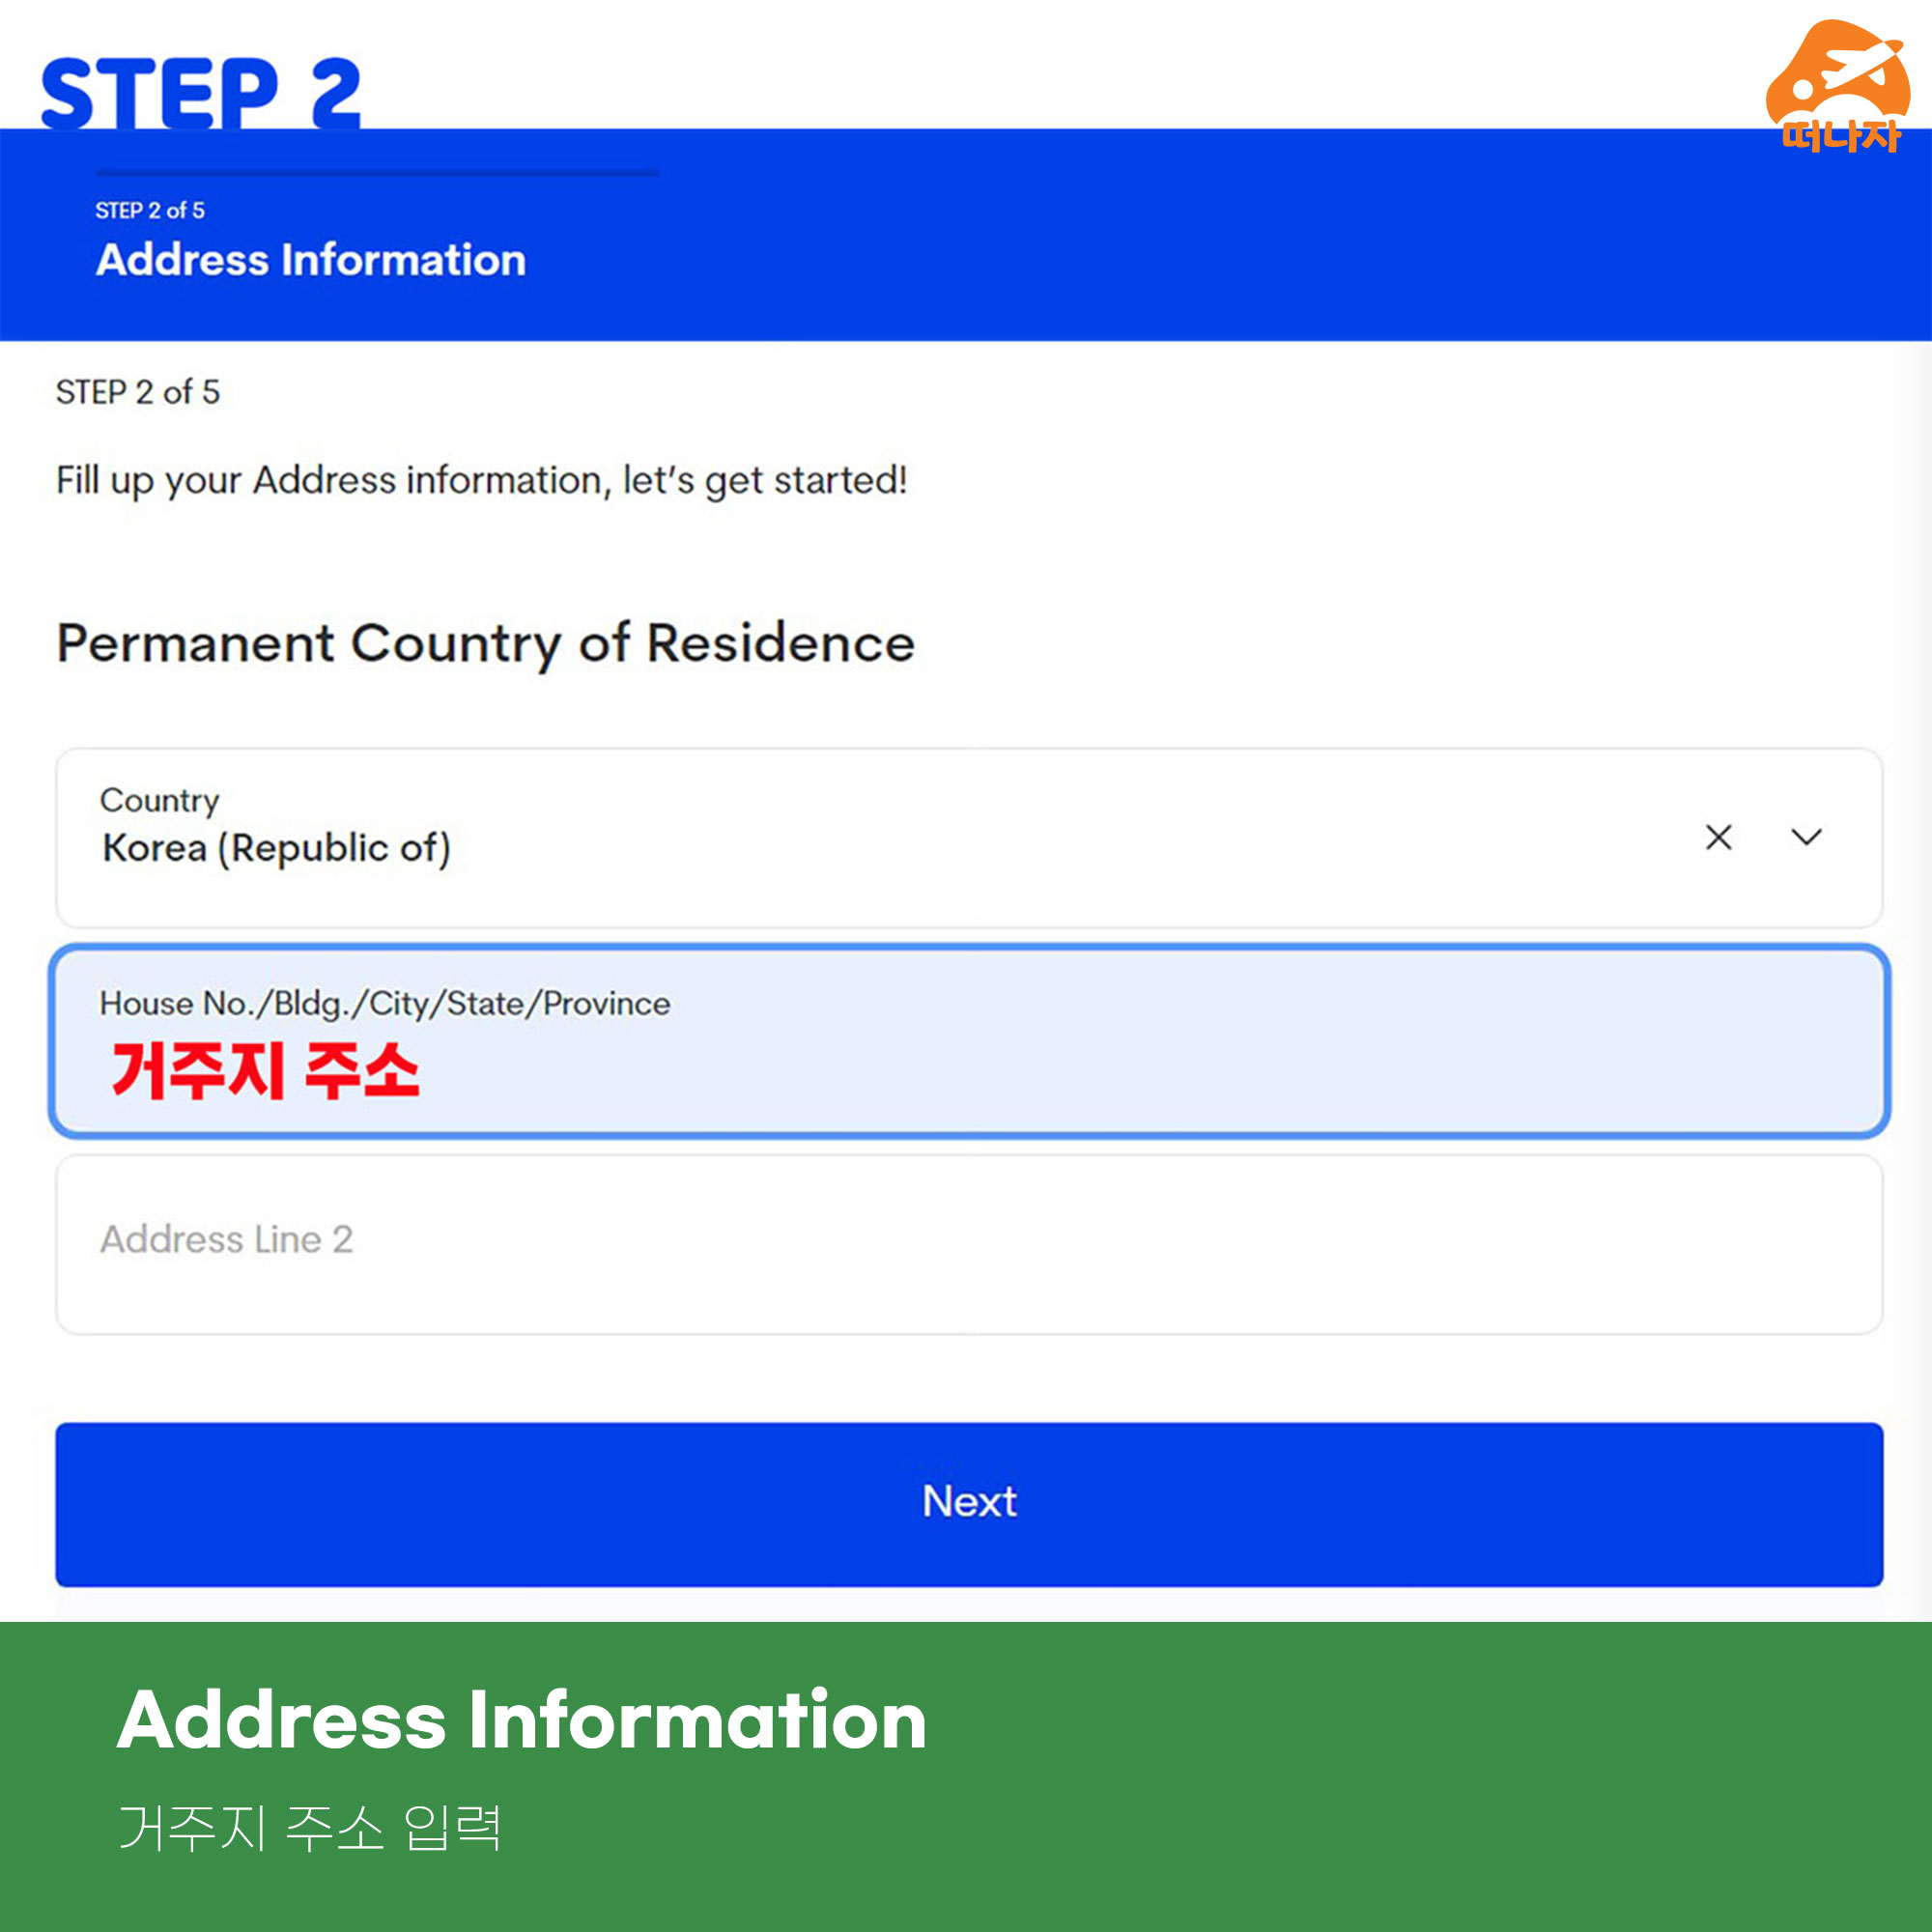 STEP 2
떠나자
STEP 2 of 5
Address Information
STEP 2 of 5
Fill up your Address information, let's get started!
Permanent Country of Residence
Country
Korea (Republic of)
House No./Bldg./City/State/Province
거주지 주소
Address Line 2
Next
Address Information
거주지 주소 입력